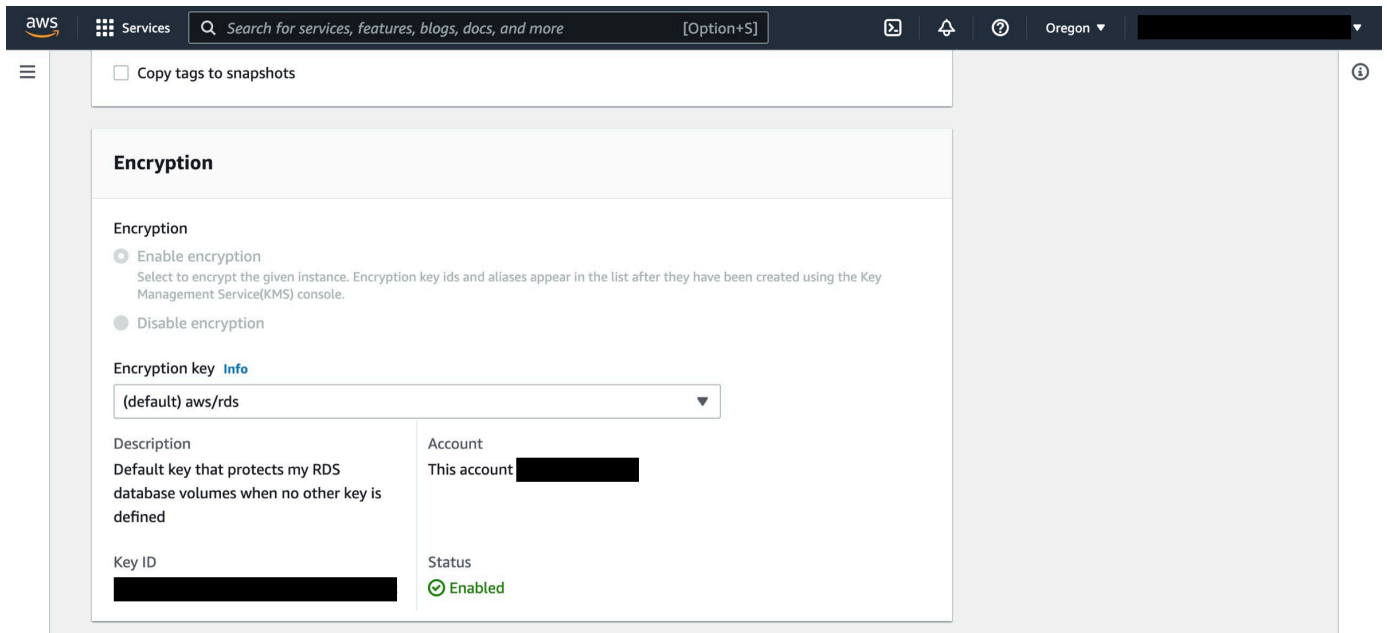 aws
Services
Search for services, features, blogs, docs, and more
[Option+S]
Oregon
Copy tags to snapshots
Encryption
Encryption
Enable encryption
Select to encrypt the given instance. Encryption key ids and aliases appear in the list after they have been created using the Key
Management Service(KMS) console.
Disable encryption
Encryption key Info
(default) aws/rds
Description
Default key that protects my RDS
database volumes when no other key is
defined
Account
This account
Key ID
Status
Enabled